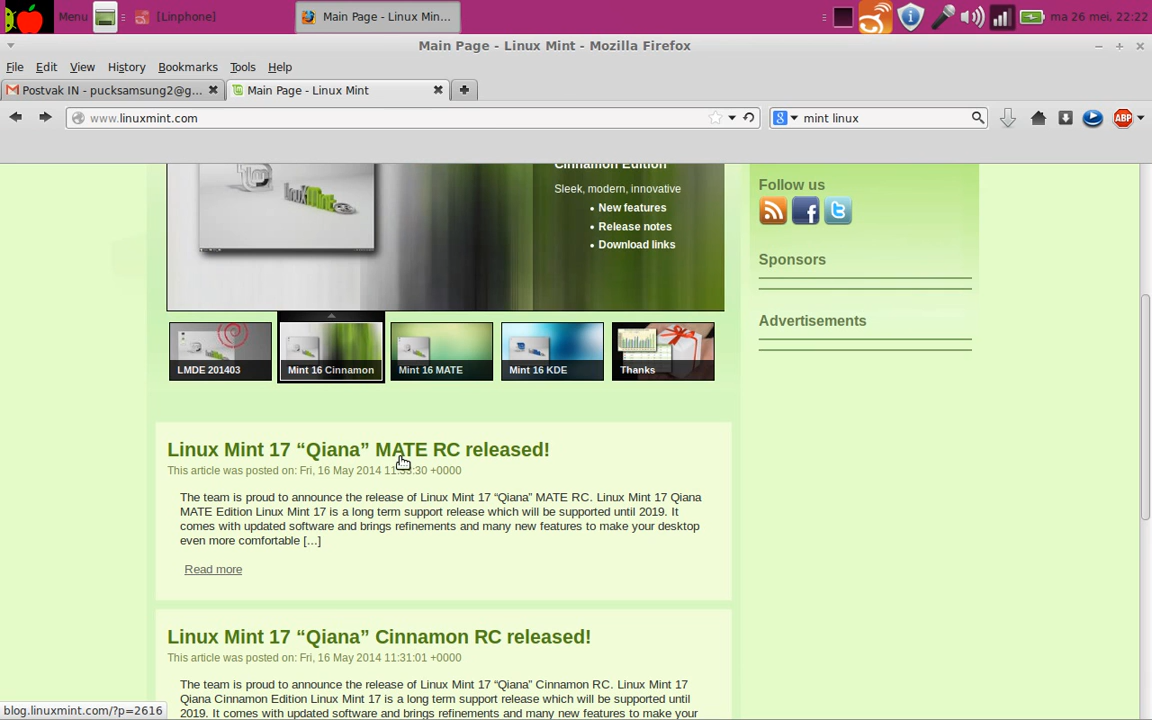 Menu
[Linphone]
Main Page - Linux Min...
ma 26 mei, 22:22
Main Page - Linux Mint - Mozilla Firefox
File Edit View History Bookmarks Tools Help
Postvak IN - pucksamsung2@g...
Main Page - Linux Mint
www.linuxmint.com
mint linux
ABP
Cinnamon Edition
Sleek, modern, innovative
• New features
• Release notes
• Download links
Follow us
Sponsors
Advertisements
LMDE 201403
Mint 16 Cinnamon
Mint 16 MATE
Mint 16 KDE
Thanks
Linux Mint 17 “Qiana” MATE RC released!
This article was posted on: Fri, 16 May 2014 11:33:30 +0000
The team is proud to announce the release of Linux Mint 17 “Qiana” MATE RC. Linux Mint 17 Qiana
MATE Edition Linux Mint 17 is a long term support release which will be supported until 2019. It
comes with updated software and brings refinements and many new features to make your desktop
even more comfortable […]
Read more
Linux Mint 17 “Qiana” Cinnamon RC released!
This article was posted on: Fri, 16 May 2014 11:31:01 +0000
The team is proud to announce the release of Linux Mint 17 “Qiana” Cinnamon RC. Linux Mint 17
Qiana Cinnamon Edition Linux Mint 17 is a long term support release which will be supported until
2019. It comes with updated software and brings refinements and many new features to make your
blog.linuxmint.com/?p=2616